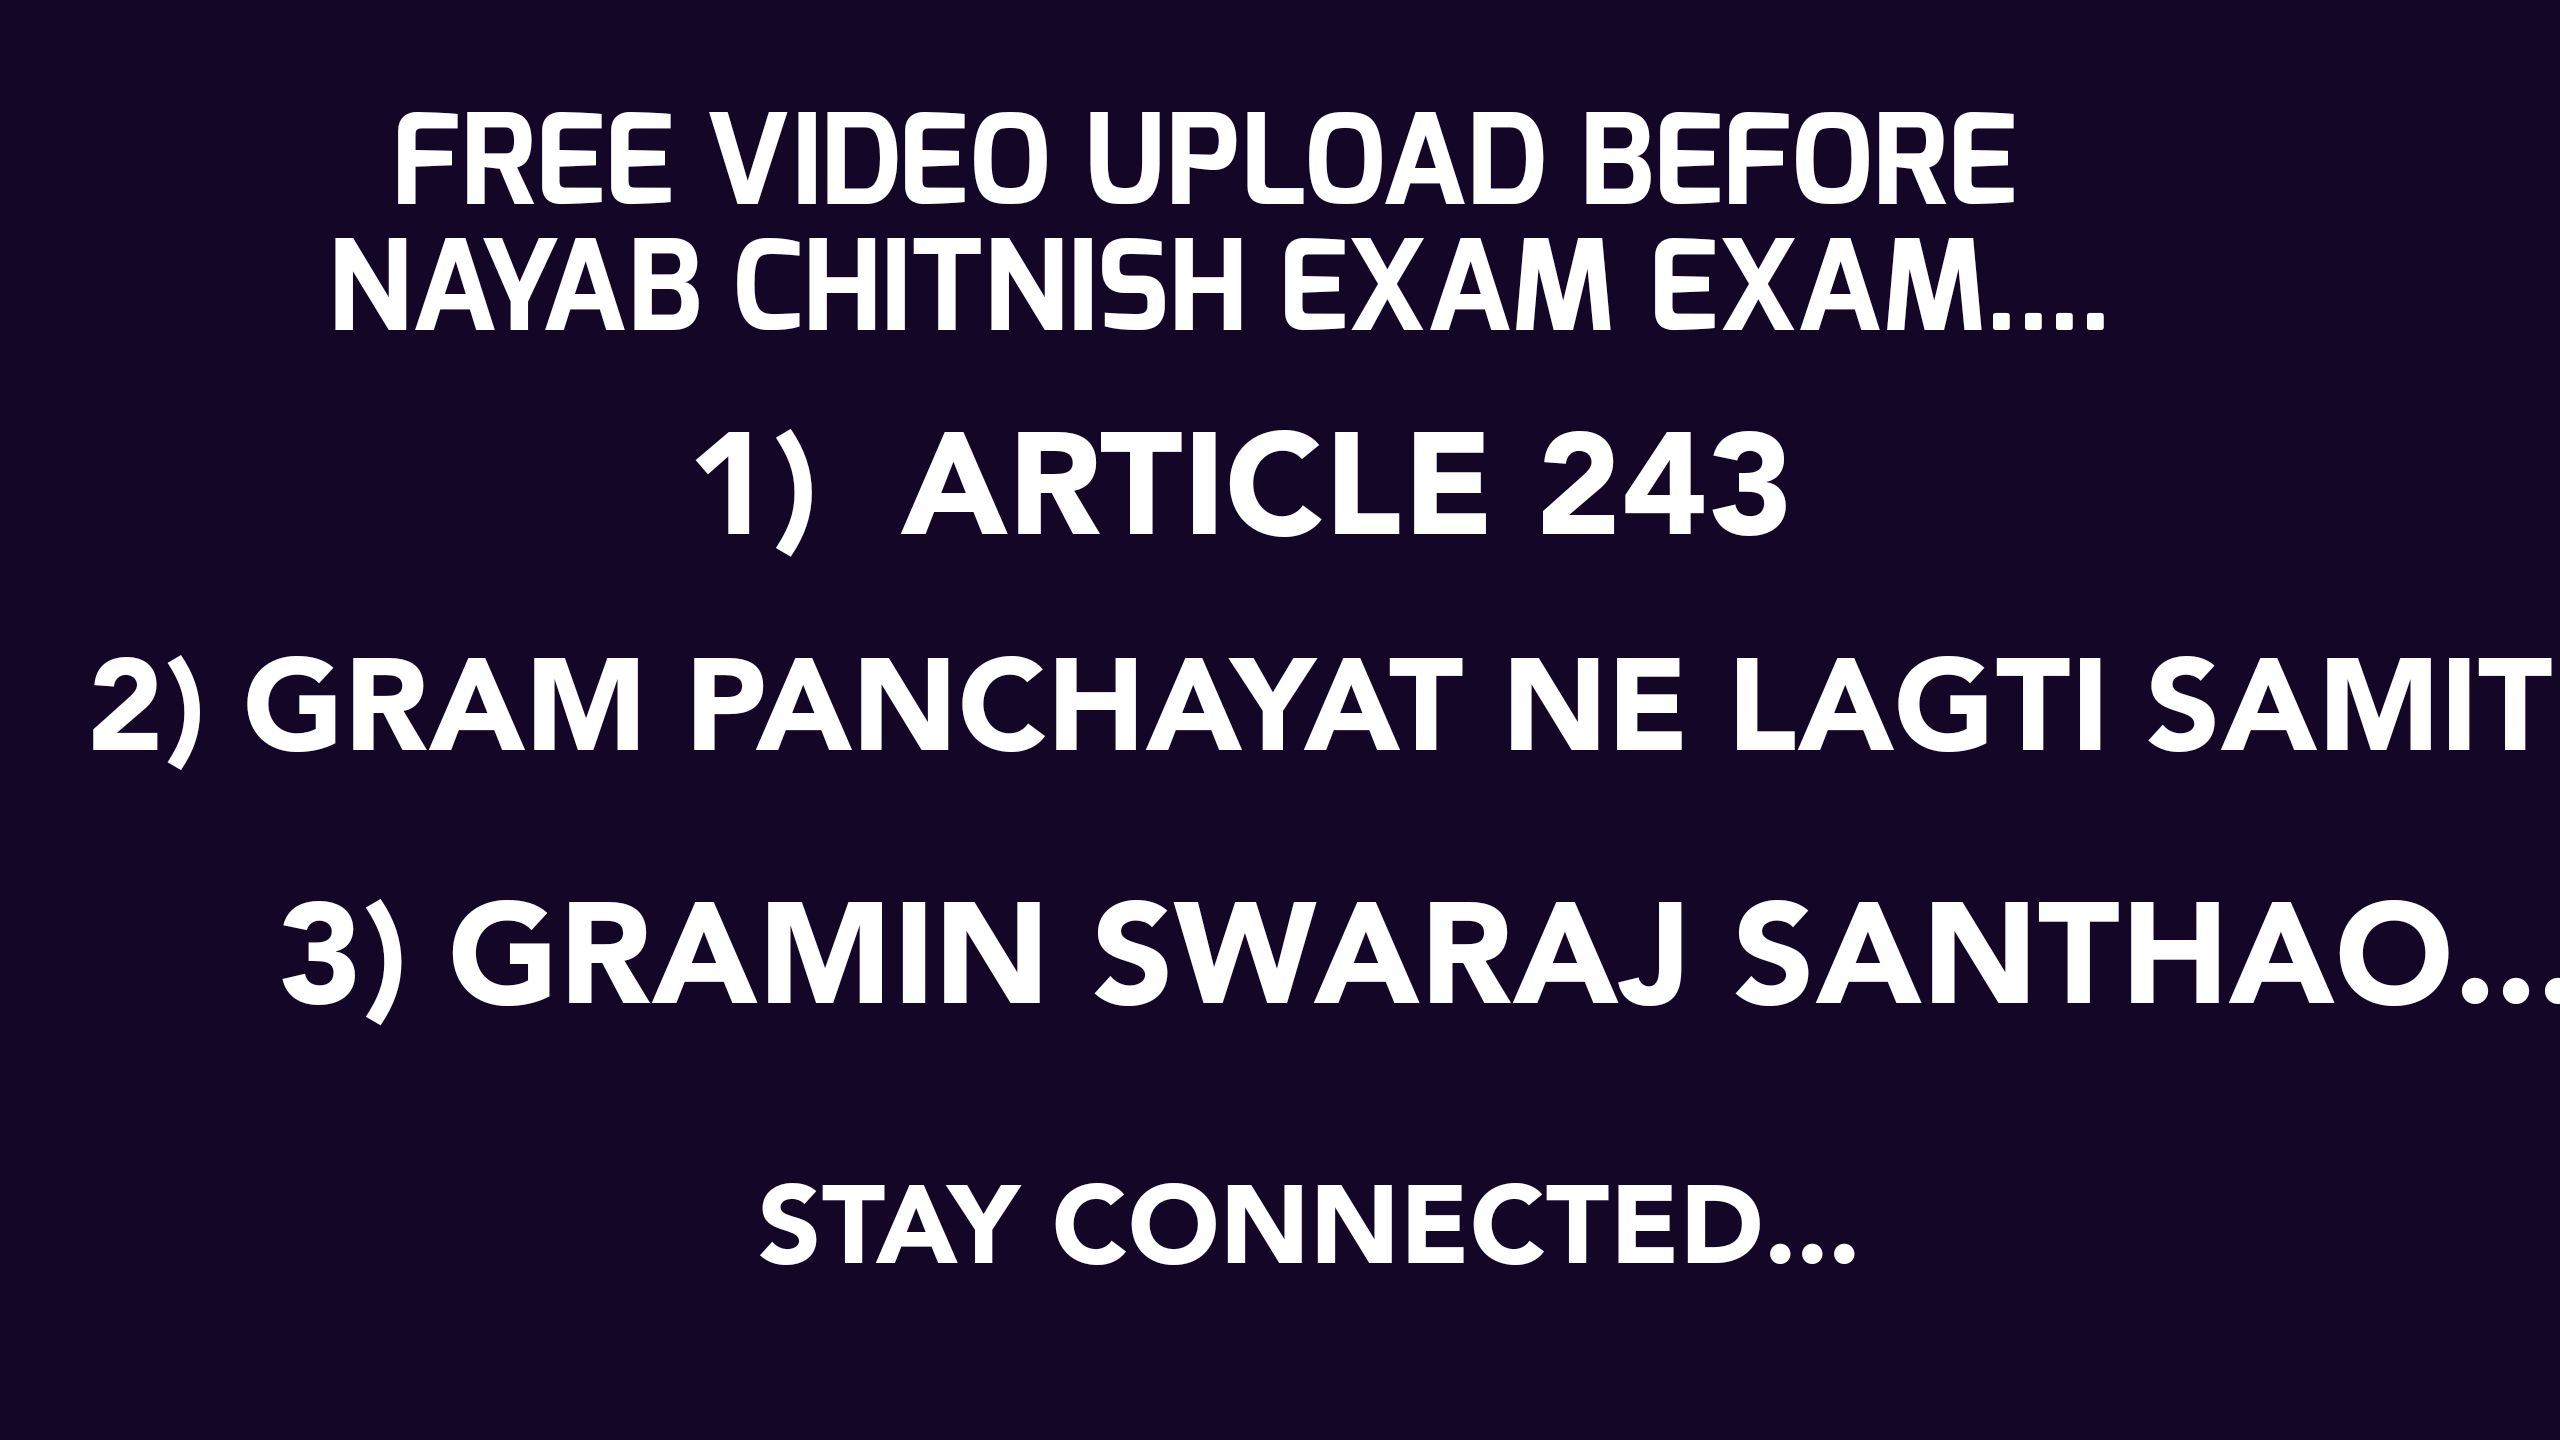 FREE VIDEO UPLOAD BEFORE
NAYAB CHITNISH EXAM EXAM....
1) ARTICLE 243
2) GRAM PANCHAYAT NE LAGTI SAMIT
3) GRAMIN SWARAJ SANTHAO...
STAY CONNECTED...